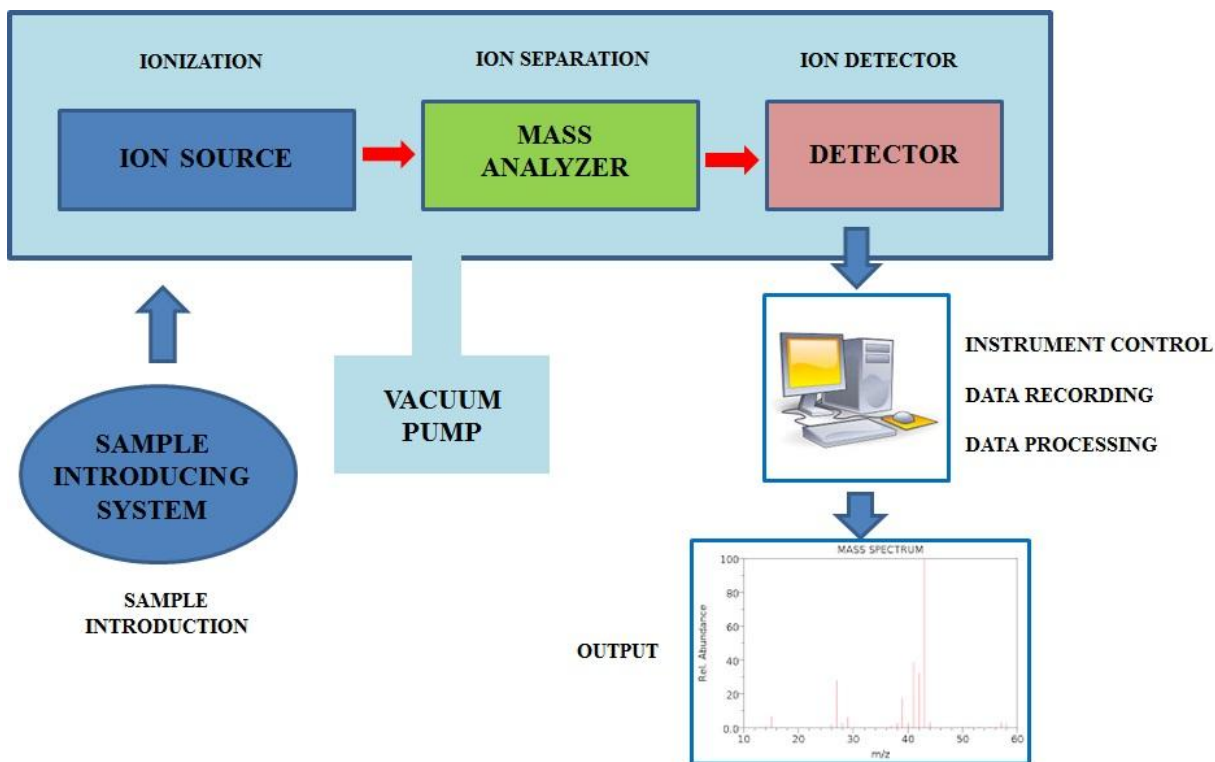 IONIZATION
ION SEPARATION
ION DETECTOR
ION SOURCE
MASS
ANALYZER
DETECTOR
VACUUM
PUMP
SAMPLE
INTRODUCING
SYSTEM
SAMPLE
INTRODUCTION
INSTRUMENT CONTROL
DATA RECORDING
DATA PROCESSING
OUTPUT
MASS SPECTRUM
100
80
60
40
20
0.0
Rel. Abundance
10
20
30
40
50
60
m/z